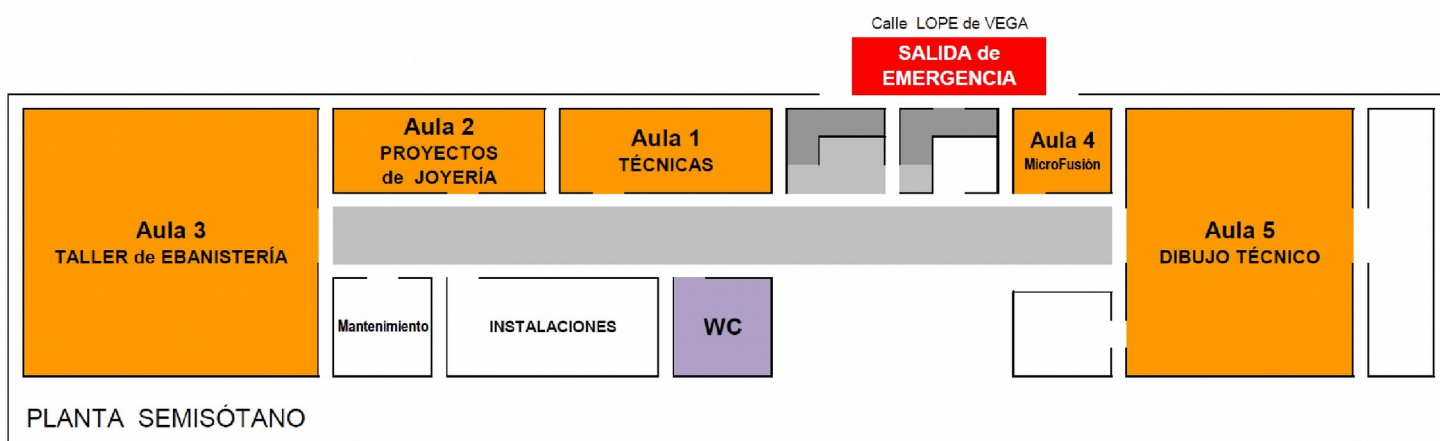 Calle LOPE de VEGA
SALIDA de
EMERGENCIA
Aula 3
TALLER de EBANISTERÍA
Aula 2
PROYECTOS
de JOYERÍA
Aula 1
TÉCNICAS
Aula 4
MicroFusión
Aula 5
DIBUJO TÉCNICO
Mantenimiento
INSTALACIONES
WC
PLANTA SEMISÓTANO